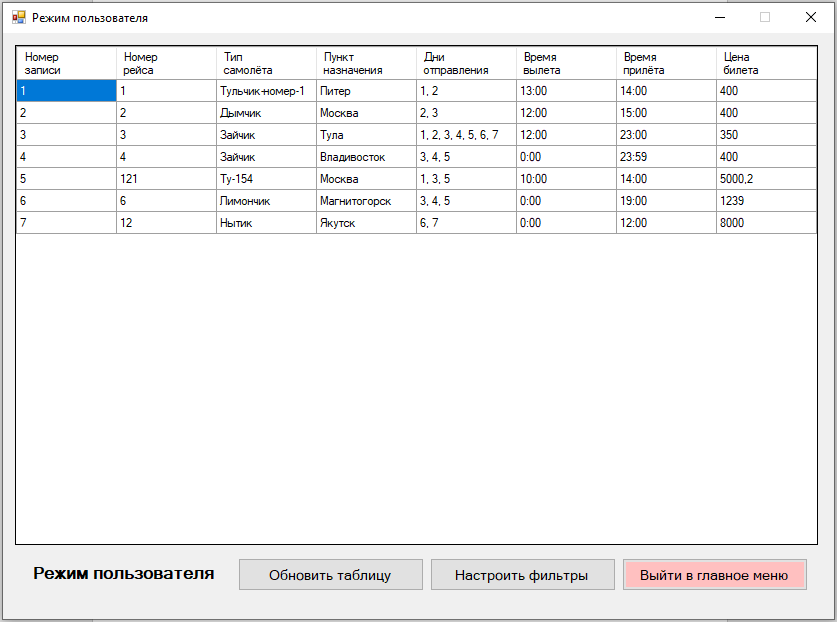 Режим пользователя
Номер записи Номер рейса Тип самолёта Пункт назначения Дни отправления Время вылета Время прилёта Цена билета
1 1 Тульчик-номер-1 Питер 1, 2 13:00 14:00 400
2 2 Дымчик Москва 2, 3 12:00 15:00 400
3 3 Зайчик Тула 1, 2, 3, 4, 5, 6, 7 12:00 23:00 350
4 4 Зайчик Владивосток 3, 4, 5 0:00 23:59 400
5 121 Ту-154 Москва 1, 3, 5 10:00 14:00 5000,2
6 6 Лимончик Магнитогорск 3, 4, 5 0:00 19:00 1239
7 12 Нытик Якутск 6, 7 0:00 12:00 8000
Режим пользователя Обновить таблицу Настроить фильтры Выйти в главное меню